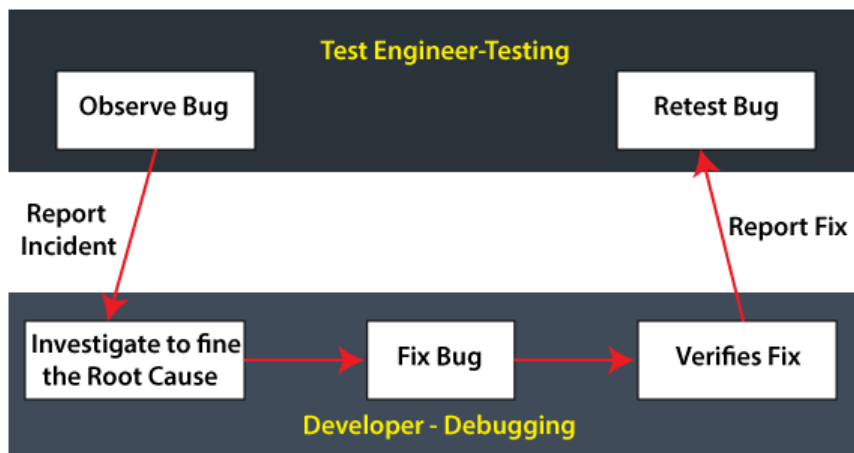 Test Engineer-Testing
Observe Bug
Retest Bug
Report
Incident
Report Fix
Investigate to fine
the Root Cause
Fix Bug
Verifies Fix
Developer - Debugging